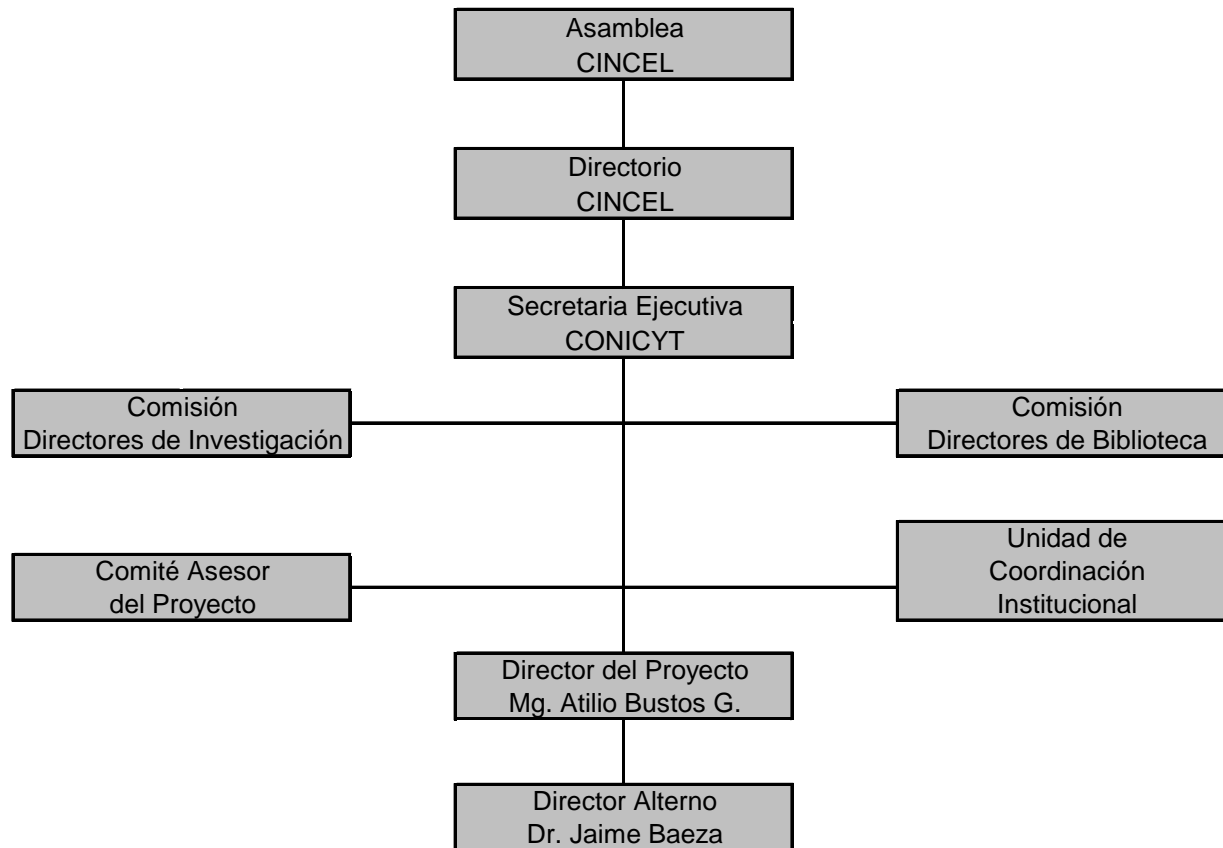 Asamblea
CINCEL
Directorio
CINCEL
Secretaria Ejecutiva
CONICYT
Comisión
Directores de Investigación
Comisión
Directores de Biblioteca
Comité Asesor
del Proyecto
Unidad de
Coordinación
Institucional
Director del Proyecto
Mg. Atilio Bustos G.
Director Alterno
Dr. Jaime Baeza